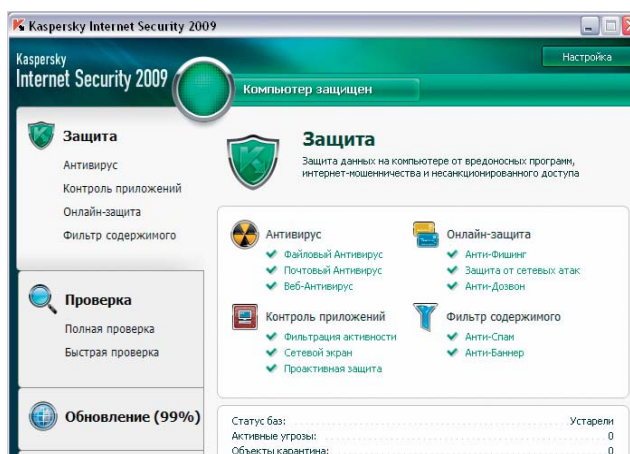 Kaspersky Internet Security 2009
Kaspersky
Internet Security 2009
Настройка
Компьютер защищен
Защита
Антивирус
Контроль приложений
Онлайн-защита
Фильтр содержимого
Проверка
Полная проверка
Быстрая проверка
Обновление (99%)
Защита
Защита данных на компьютере от вредоносных программ,
интернет-мошенничества и несанкционированного доступа
Антивирус
Файловый Антивирус
Почтовый Антивирус
Веб-Антивирус
Онлайн-защита
Анти-Фишинг
Защита от сетевых атак
Анти-Дозвон
Контроль приложений
Фильтрация активности
Сетевой экран
Проактивная защита
Фильтр содержимого
Анти-Спам
Анти-Баннер
Статус баз: Устарели
Активные угрозы: 0
Объекты карантина: 0